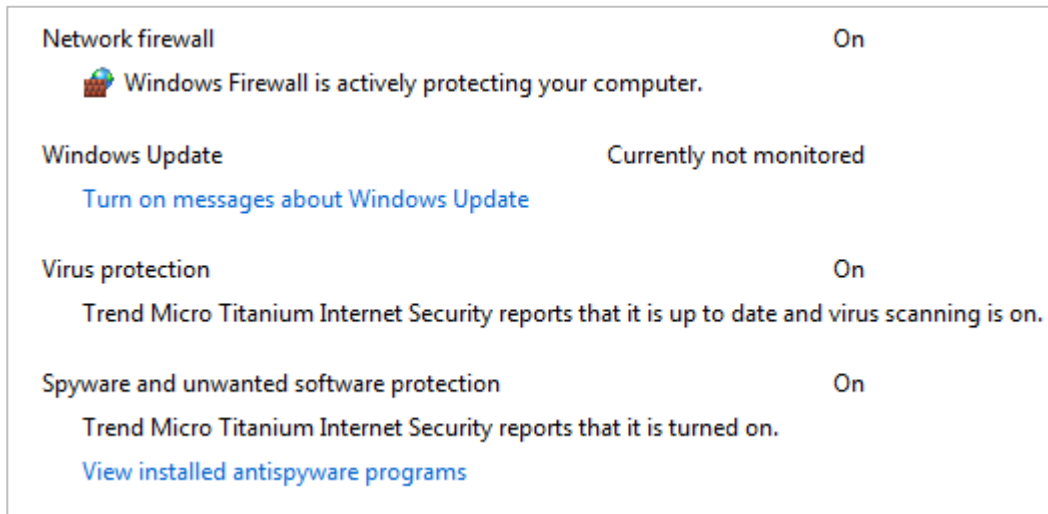 Network firewall On
Windows Firewall is actively protecting your computer.
Windows Update Currently not monitored
Turn on messages about Windows Update
Virus protection On
Trend Micro Titanium Internet Security reports that it is up to date and virus scanning is on.
Spyware and unwanted software protection On
Trend Micro Titanium Internet Security reports that it is turned on.
View installed antispyware programs